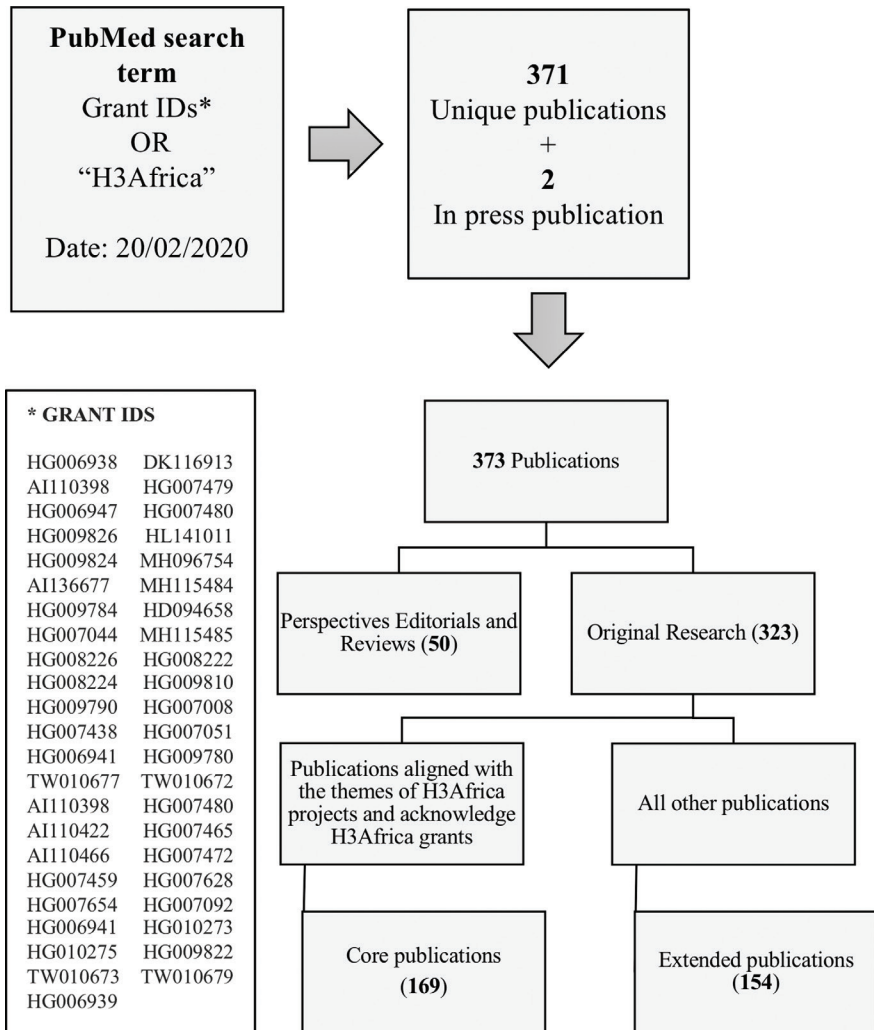 PubMed search
term
Grant IDs*
OR
“H3Africa”
Date: 20/02/2020
371
Unique publications
+
2
In press publication
373 Publications
Perspectives Editorials and
Reviews (50)
Original Research (323)
Publications aligned with
the themes of H3Africa
projects and acknowledge
H3Africa grants
All other publications
Core publications
(169)
Extended publications
(154)
* GRANT IDS
HG006938 DK116913
AI110398 HG007479
HG006947 HG007480
HG009826 HL141011
HG009824 MH096754
AI136677 MH115484
HG009784 HD094658
HG007044 MH115485
HG008226 HG008222
HG008224 HG009810
HG009790 HG007008
HG007438 HG007051
HG006941 HG009780
TW010677 TW010672
AI110398 HG007480
AI110422 HG007465
AI110466 HG007472
HG007459 HG007628
HG007654 HG007092
HG006941 HG010273
HG010275 HG009822
TW010673 TW010679
HG006939